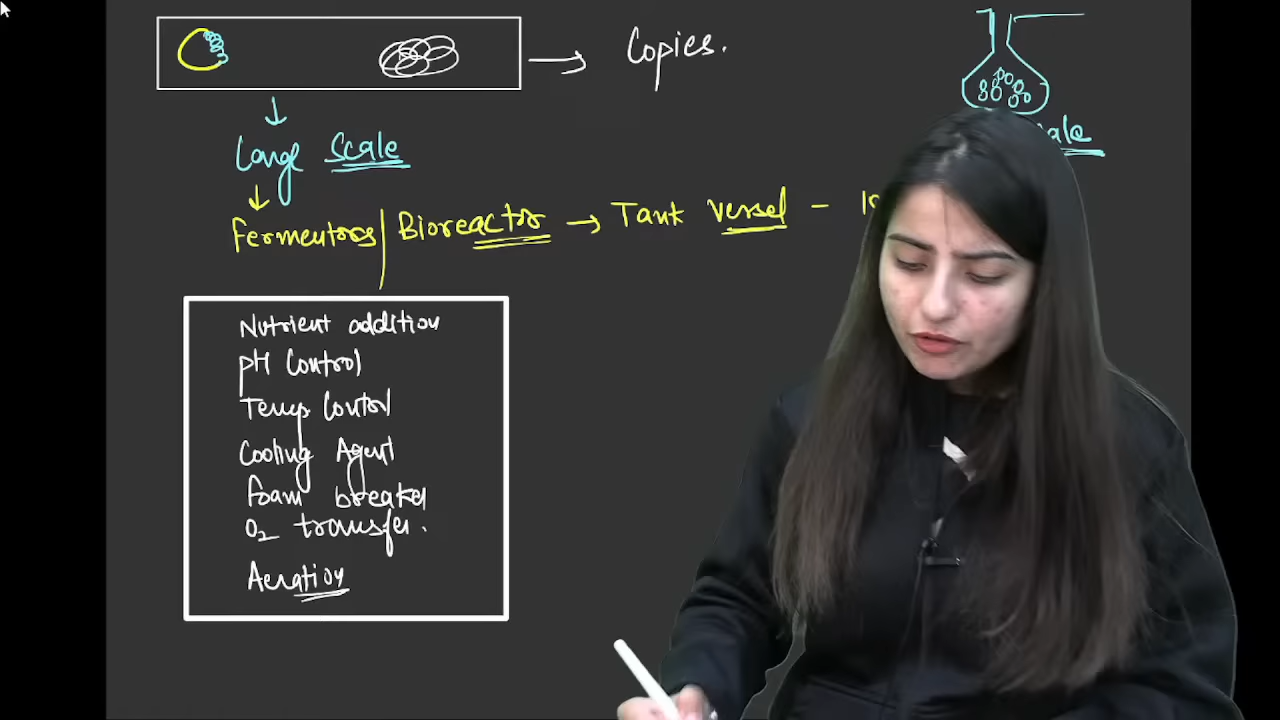 Copies.
Large Scale
Fermentors | Bioreactor → Tank vessel -
Nutrient addition
pH Control
Temp Control
Cooling Agent
foam breaker
O2 transfer.
Aeration